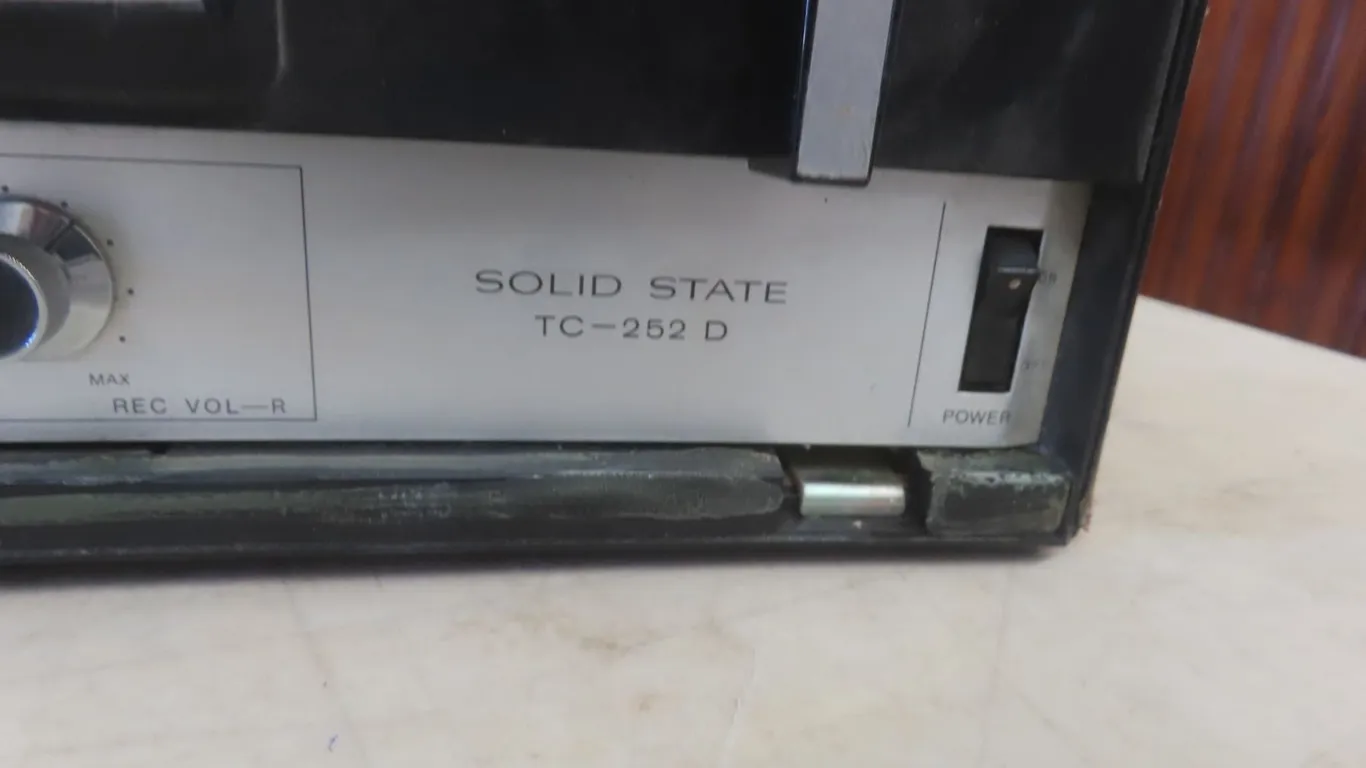 SOLID STATE
TC-252 D
MAX
REC VOL-R
POWER